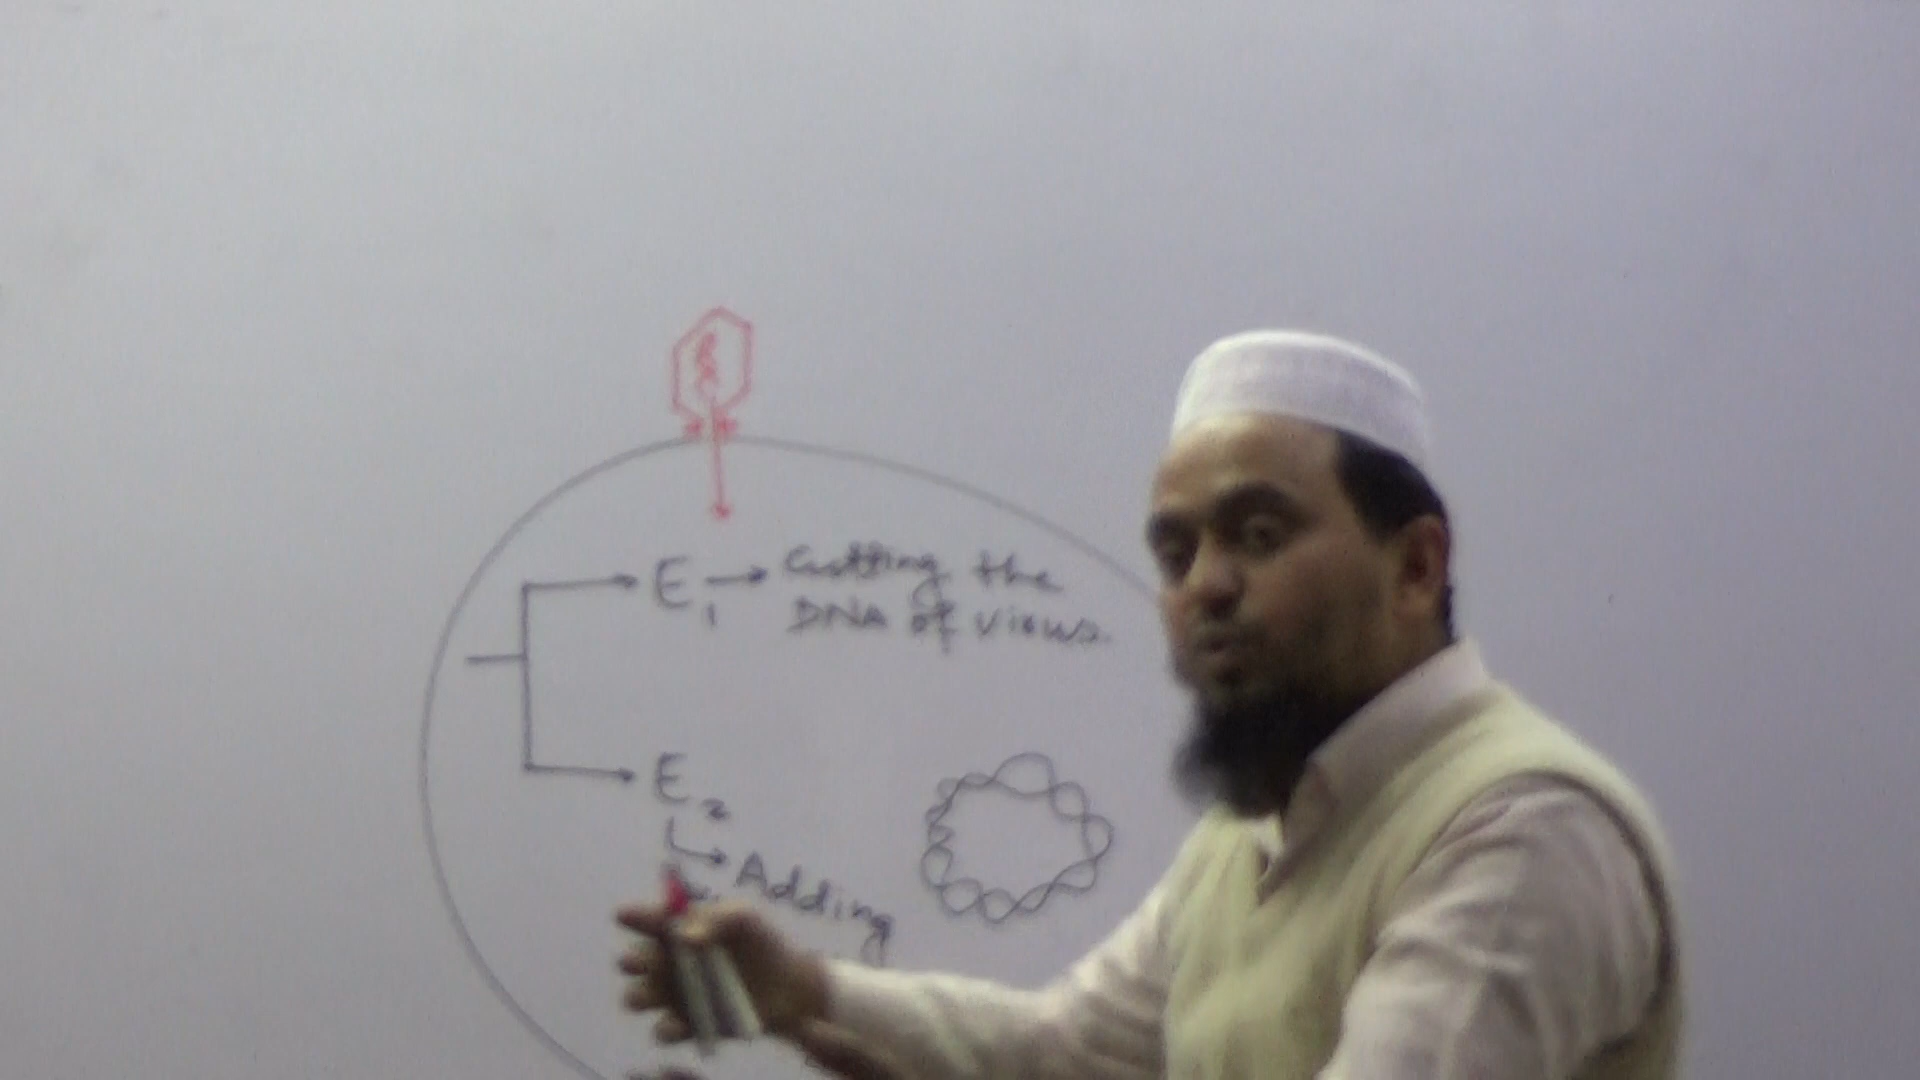 E1 → Cutting the
DNA of virus.
E2
→ Adding